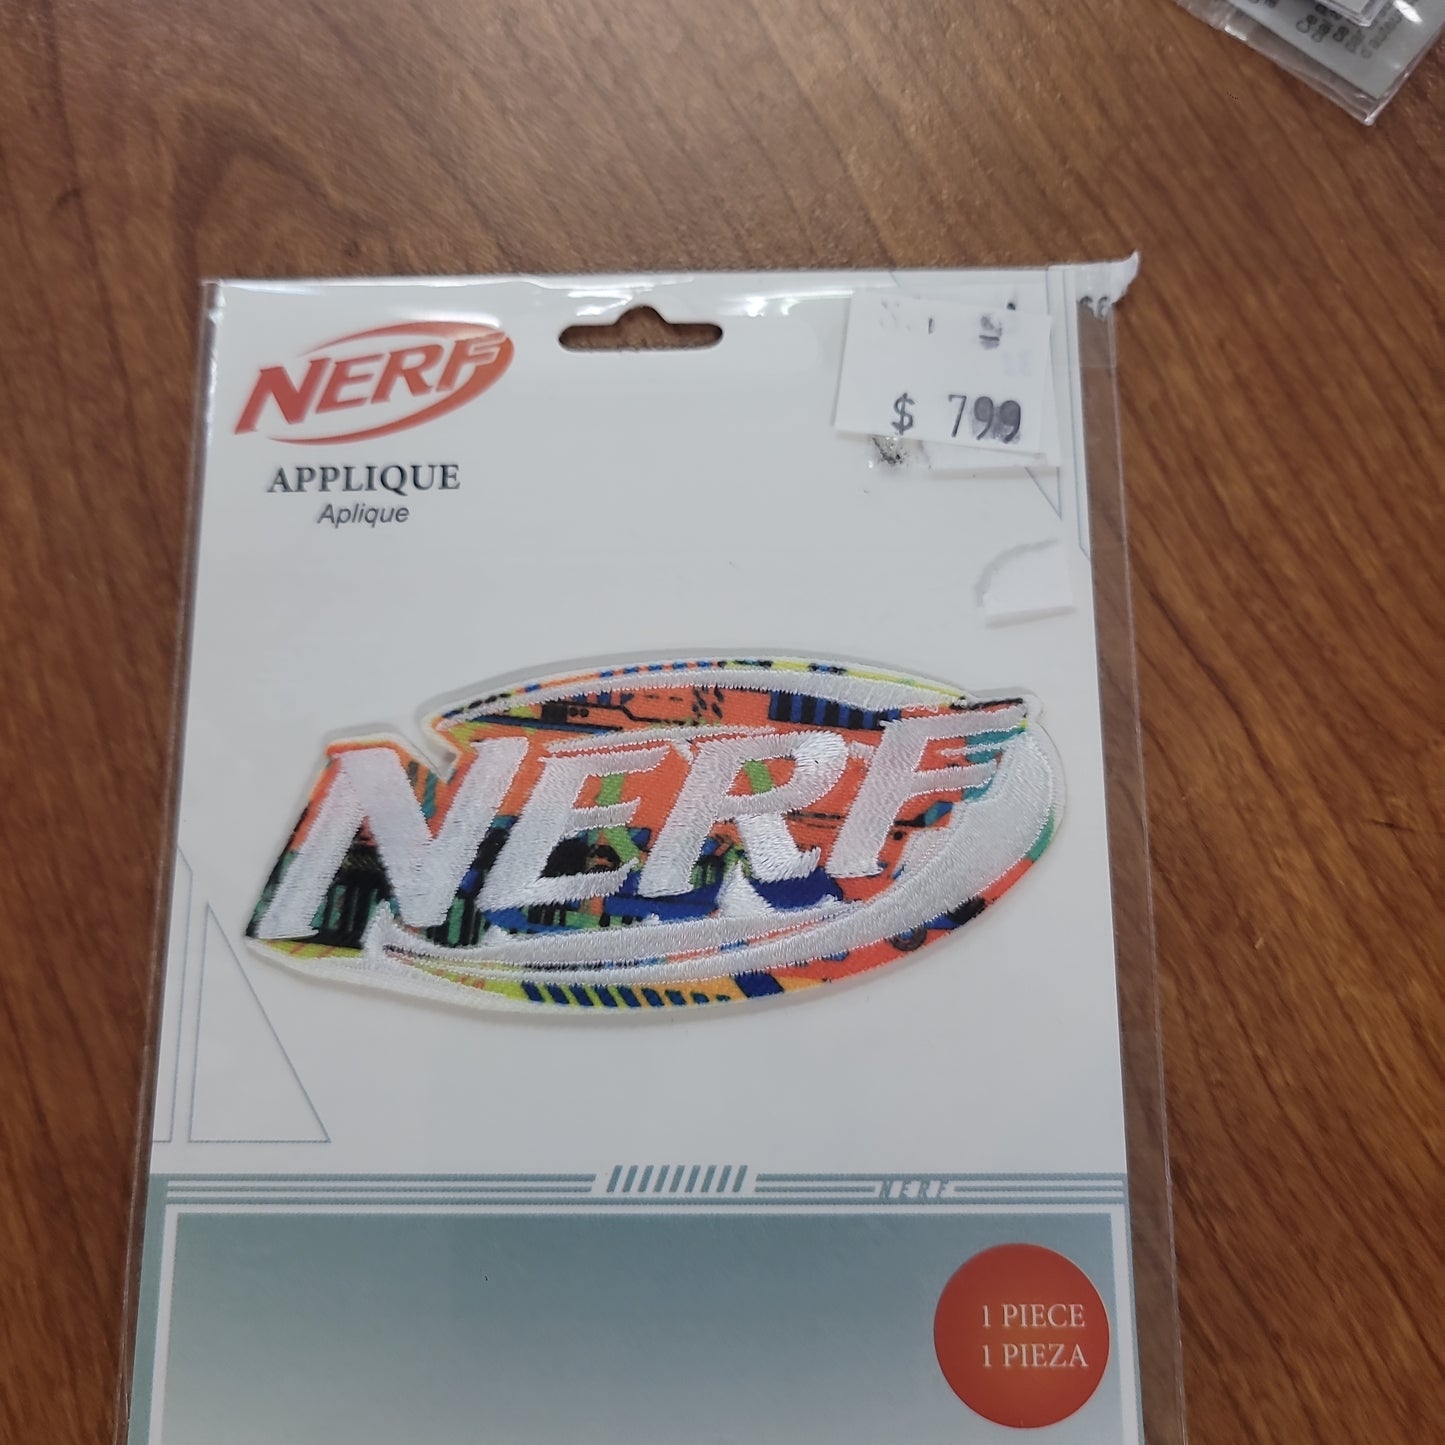 NERF
APPLIQUE
Aplique
$ 799
NERF
NERF
1 PIECE
1 PIEZA